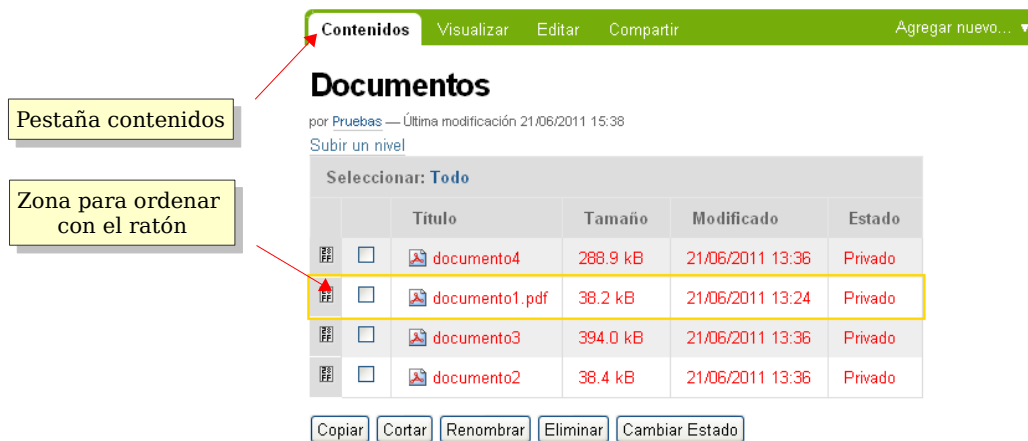 Contenidos Visualizar Editar Compartir Agregar nuevo...
Documentos
Pestaña contenidos
por Pruebas — Última modificación 21/06/2011 15:38
Subir un nivel
Seleccionar: Todo
Zona para ordenar
con el ratón
Título Tamaño Modificado Estado
documento4 288.9 kB 21/06/2011 13:36 Privado
documento1.pdf 38.2 kB 21/06/2011 13:24 Privado
documento3 394.0 kB 21/06/2011 13:36 Privado
documento2 38.4 kB 21/06/2011 13:36 Privado
Copiar Cortar Renombrar Eliminar Cambiar Estado